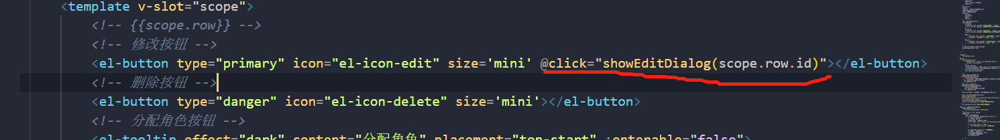 <template v-slot="scope">
<!-- {{scope.row}} -->
<!-- 修改按钮 -->
<el-button type="primary" icon="el-icon-edit" size='mini' @click="showEditDialog(scope.row.id)"></el-button>
<!-- 删除按钮 -->
<el-button type="danger" icon="el-icon-delete" size='mini'></el-button>
<!-- 分配角色按钮 -->
<el-tooltip effect="dark" content="分配角色" placement="top-start" :enterable="false">